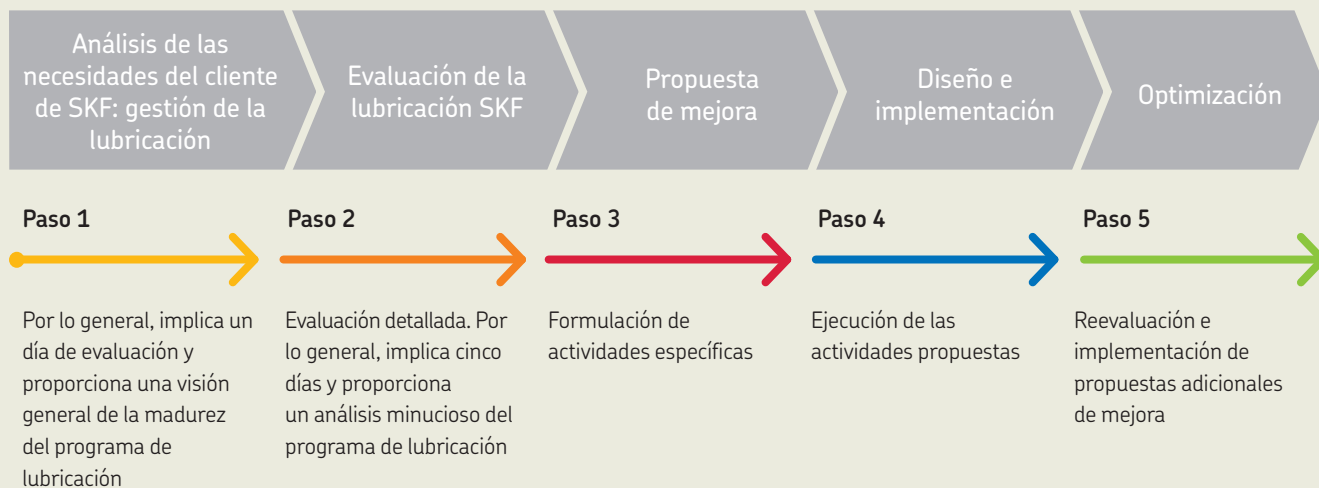 Análisis de las
necesidades del cliente
de SKF: gestión de la
lubricación
Evaluación de la
lubricación SKF
Propuesta
de mejora
Diseño e
implementación
Optimización
Paso 1
Por lo general, implica un
día de evaluación y
proporciona una visión
general de la madurez
del programa de
lubricación
Paso 2
Evaluación detallada. Por
lo general, implica cinco
días y proporciona
un análisis minucioso del
programa de lubricación
Paso 3
Formulación de
actividades específicas
Paso 4
Ejecución de las
actividades propuestas
Paso 5
Reevaluación e
implementación de
propuestas adicionales
de mejora